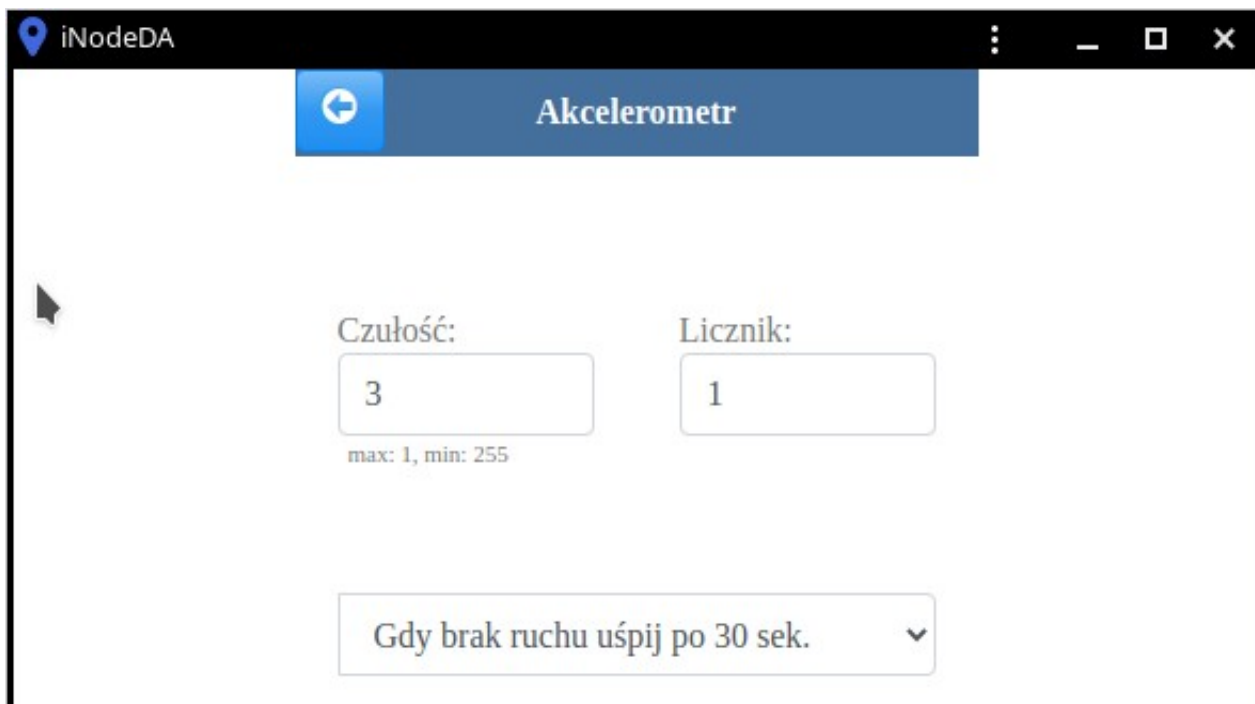 iNodeDA
Akcelerometr
Czułość:
Licznik:
3
1
max: 1, min: 255
Gdy brak ruchu uśpij po 30 sek.